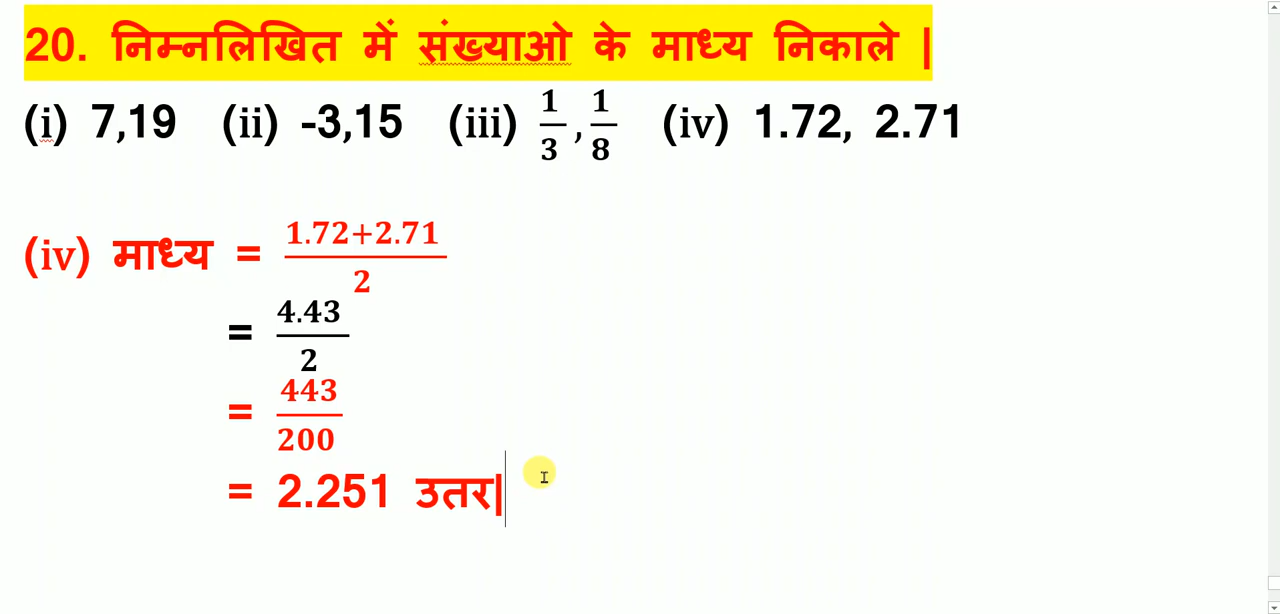 20. निम्नलिखित में संख्याओ के माध्य निकाले |
(i) 7,19 (ii) -3,15 (iii) 1/3, 1/8 (iv) 1.72, 2.71
(iv) माध्य = 1.72+2.71/2
= 4.43/2
= 443/200
= 2.251 उतर|